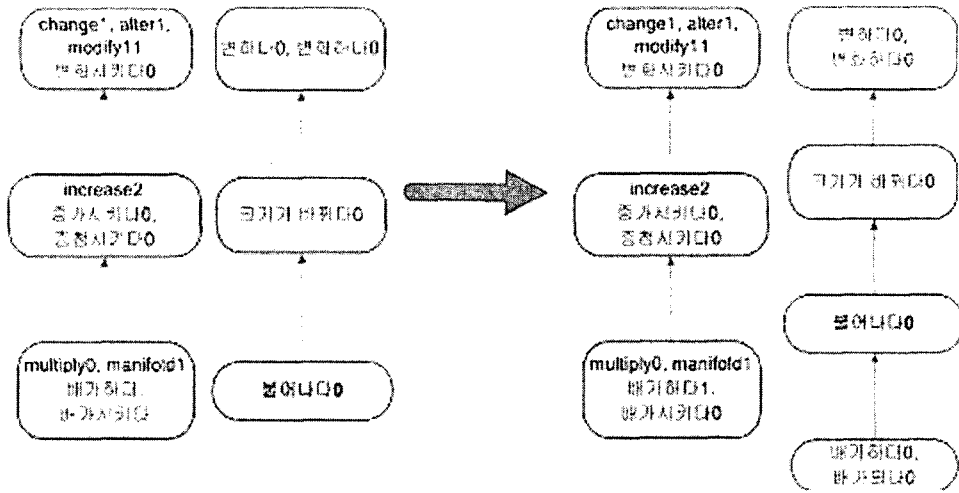 change1, alter1,
modify11
변형시키다0
변하다0, 변화하다0
increase2
증가시키다0,
증첨시키다0
크기가 바뀌다0
multiply0, manifold1
배가하다,
배가시키다
불어나다0
change1, alter1,
modify11
변형시키다0
변하다0,
변화하다0
increase2
증가시키다0,
증첨시키다0
크기가 바뀌다0
불어나다0
multiply0, manifold1
배가하다1,
배가시키다0
배가하다0,
배가되다0